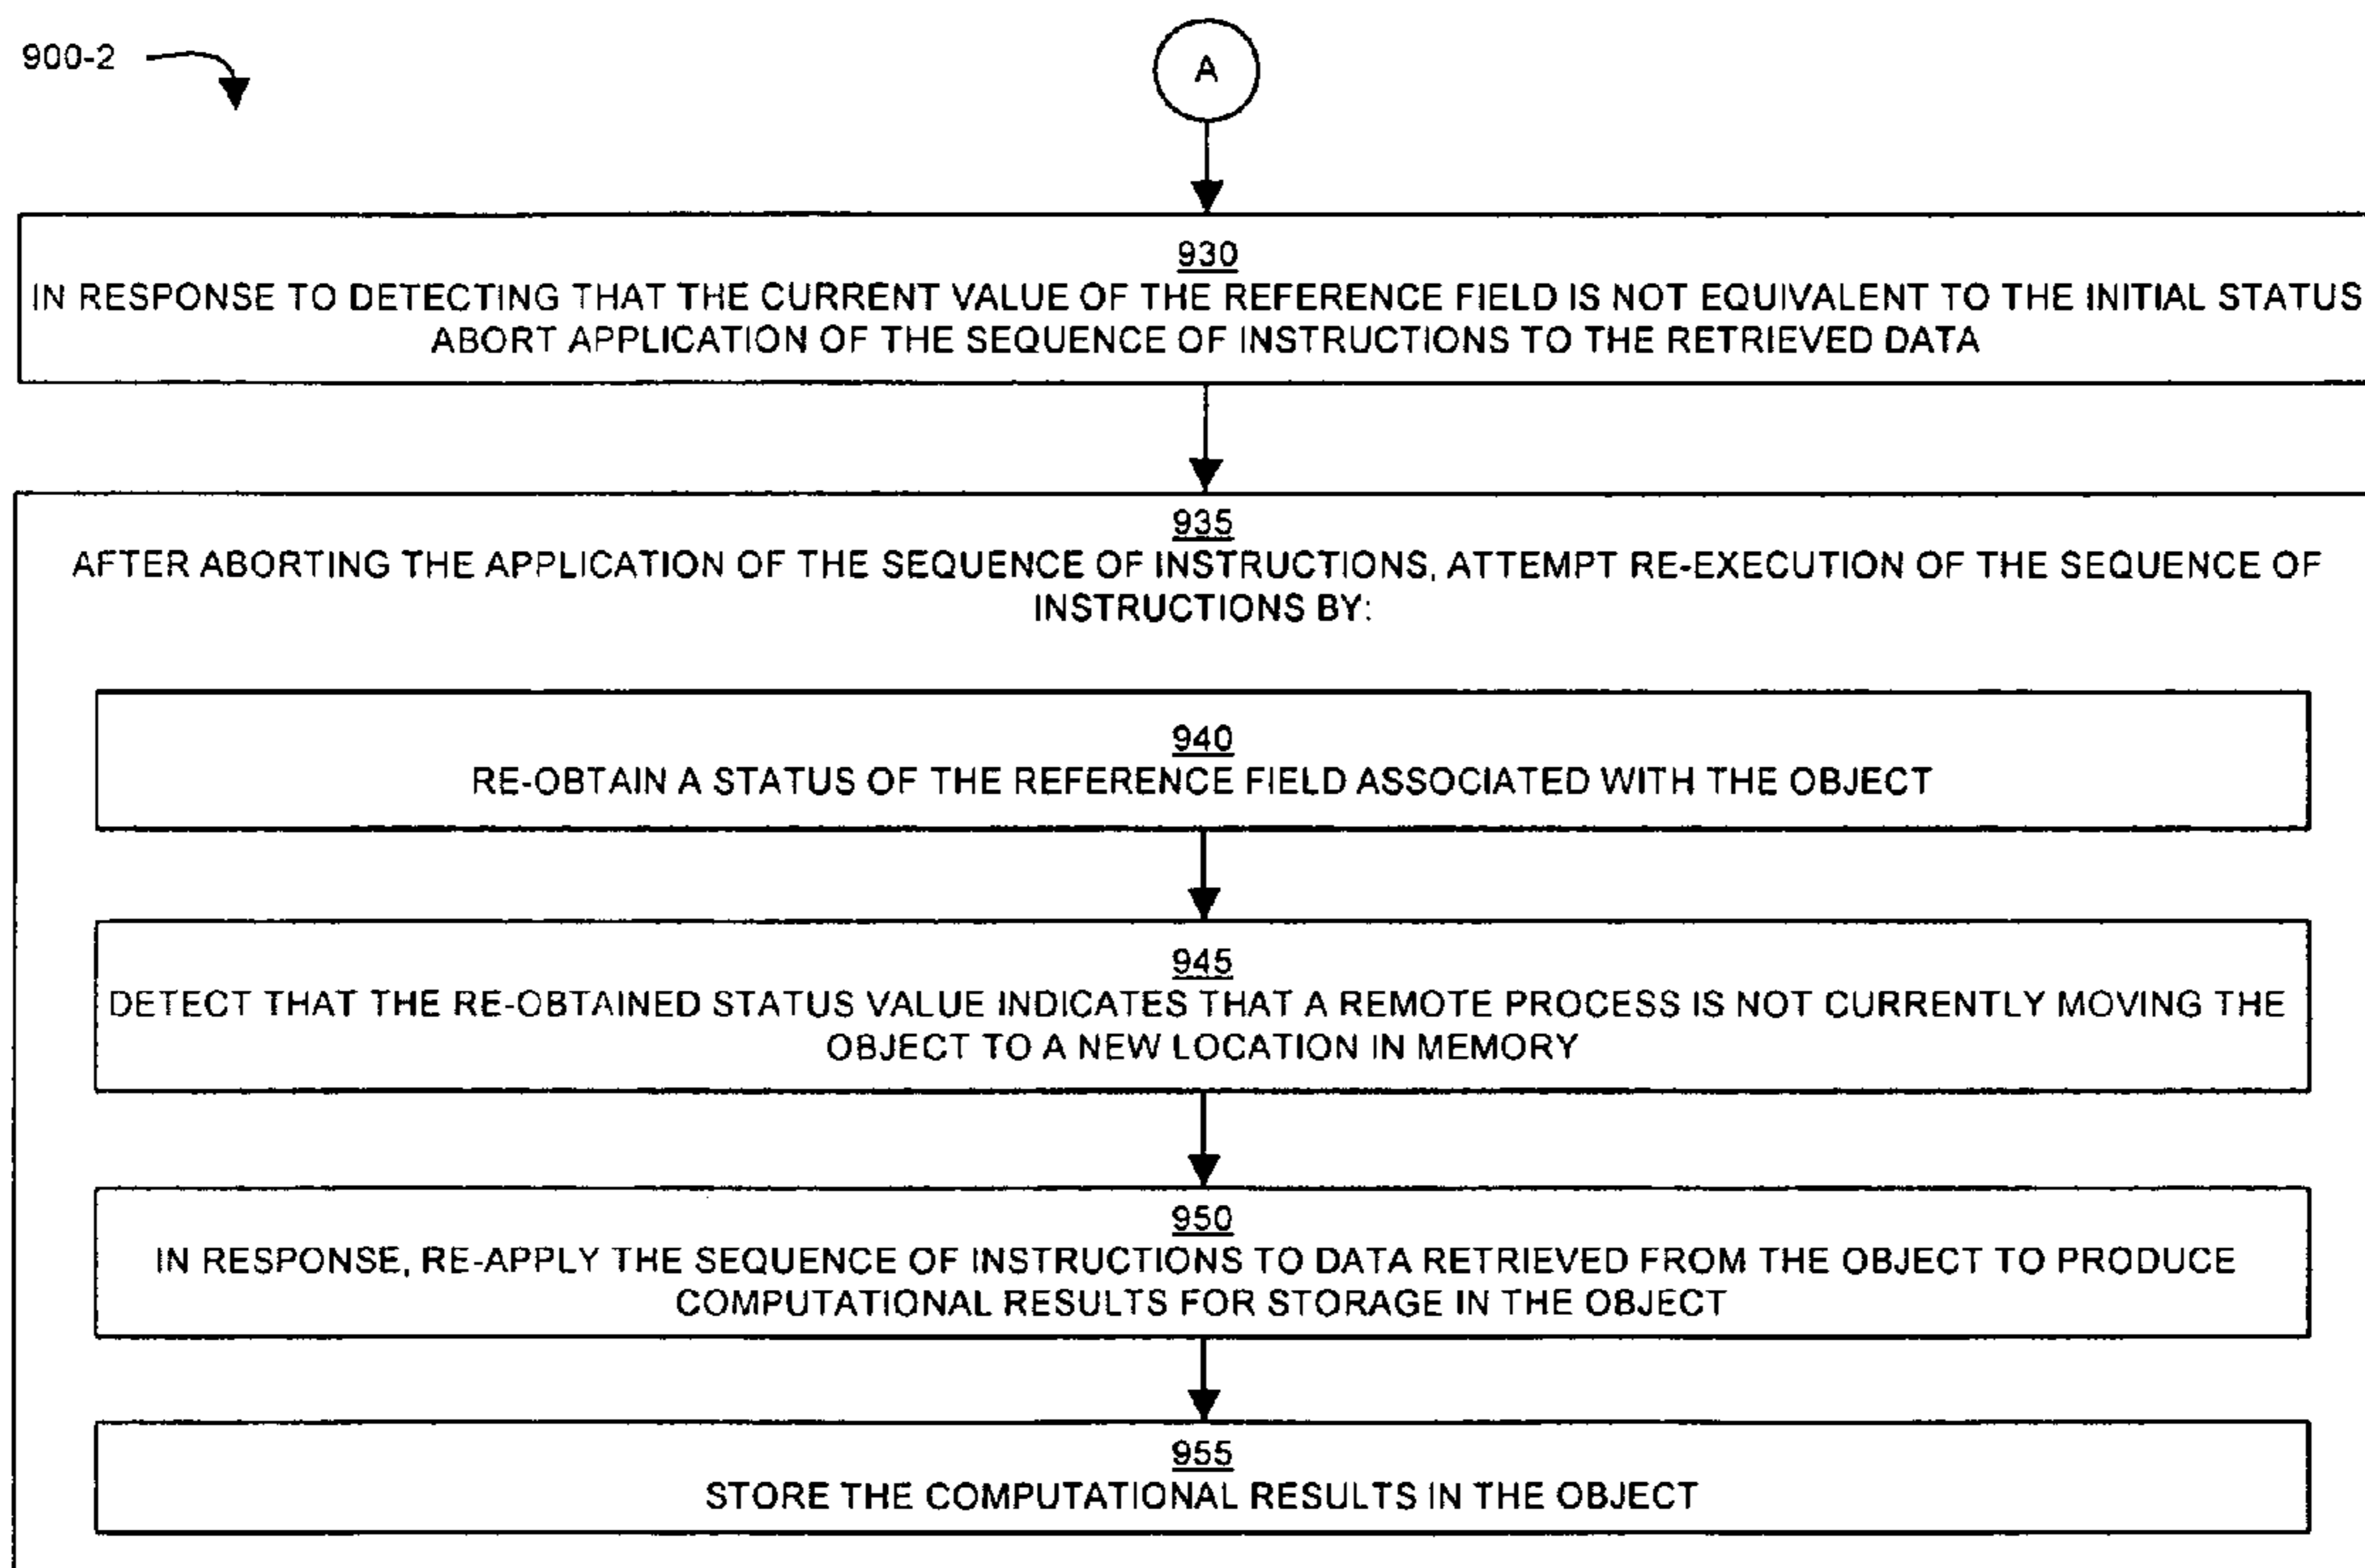 900-2
A
930
IN RESPONSE TO DETECTING THAT THE CURRENT VALUE OF THE REFERENCE FIELD IS NOT EQUIVALENT TO THE INITIAL STATUS
ABORT APPLICATION OF THE SEQUENCE OF INSTRUCTIONS TO THE RETRIEVED DATA
935
AFTER ABORTING THE APPLICATION OF THE SEQUENCE OF INSTRUCTIONS, ATTEMPT RE-EXECUTION OF THE SEQUENCE OF
INSTRUCTIONS BY:
940
RE-OBTAIN A STATUS OF THE REFERENCE FIELD ASSOCIATED WITH THE OBJECT
945
DETECT THAT THE RE-OBTAINED STATUS VALUE INDICATES THAT A REMOTE PROCESS IS NOT CURRENTLY MOVING THE
OBJECT TO A NEW LOCATION IN MEMORY
950
IN RESPONSE, RE-APPLY THE SEQUENCE OF INSTRUCTIONS TO DATA RETRIEVED FROM THE OBJECT TO PRODUCE
COMPUTATIONAL RESULTS FOR STORAGE IN THE OBJECT
955
STORE THE COMPUTATIONAL RESULTS IN THE OBJECT